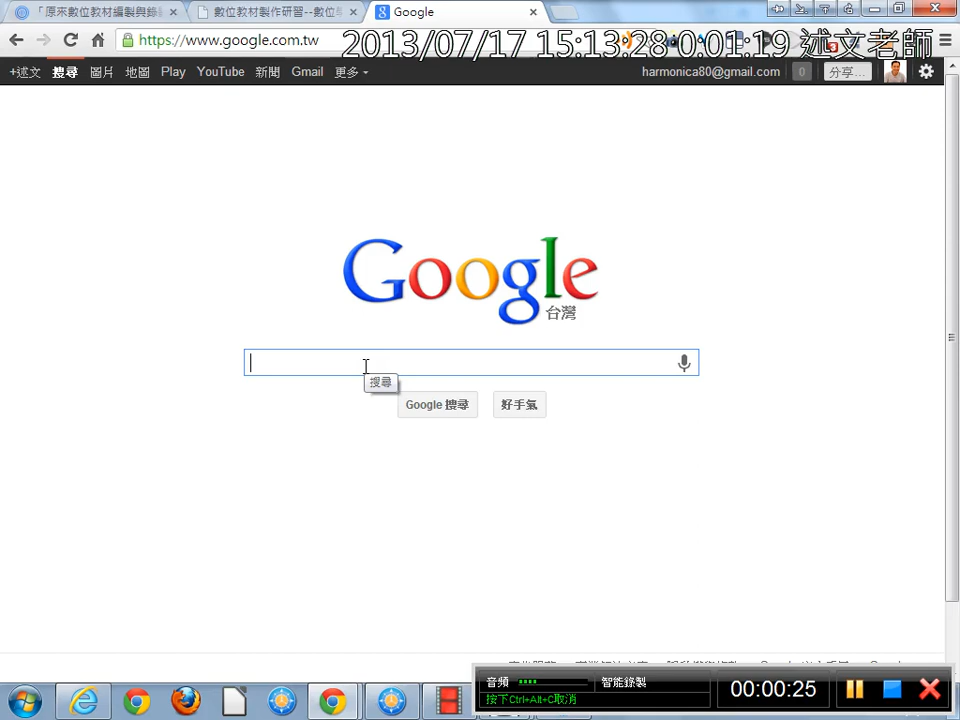 「原來數位教材編製與錄
數位教材製作研習--數位學
Google
https://www.google.com.tw
2013/07/17 15:13:28 0:01:19 述文老師
+述文 搜尋 圖片 地圖 Play YouTube 新聞 Gmail 更多
harmonica80@gmail.com 0 分享...
Google
台灣
搜尋
Google 搜尋 好手氣
音頻 智能錄製
按下Ctrl+Alt+C取消
00:00:25